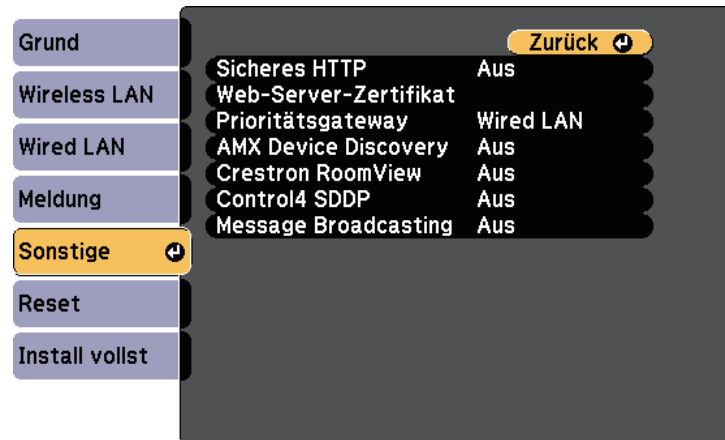 Grund
Wireless LAN
Wired LAN
Meldung
Sonstige
Reset
Install vollst
Zurück
Sicheres HTTP Aus
Web-Server-Zertifikat
Prioritätsgateway Wired LAN
AMX Device Discovery Aus
Crestron RoomView Aus
Control4 SDDP Aus
Message Broadcasting Aus